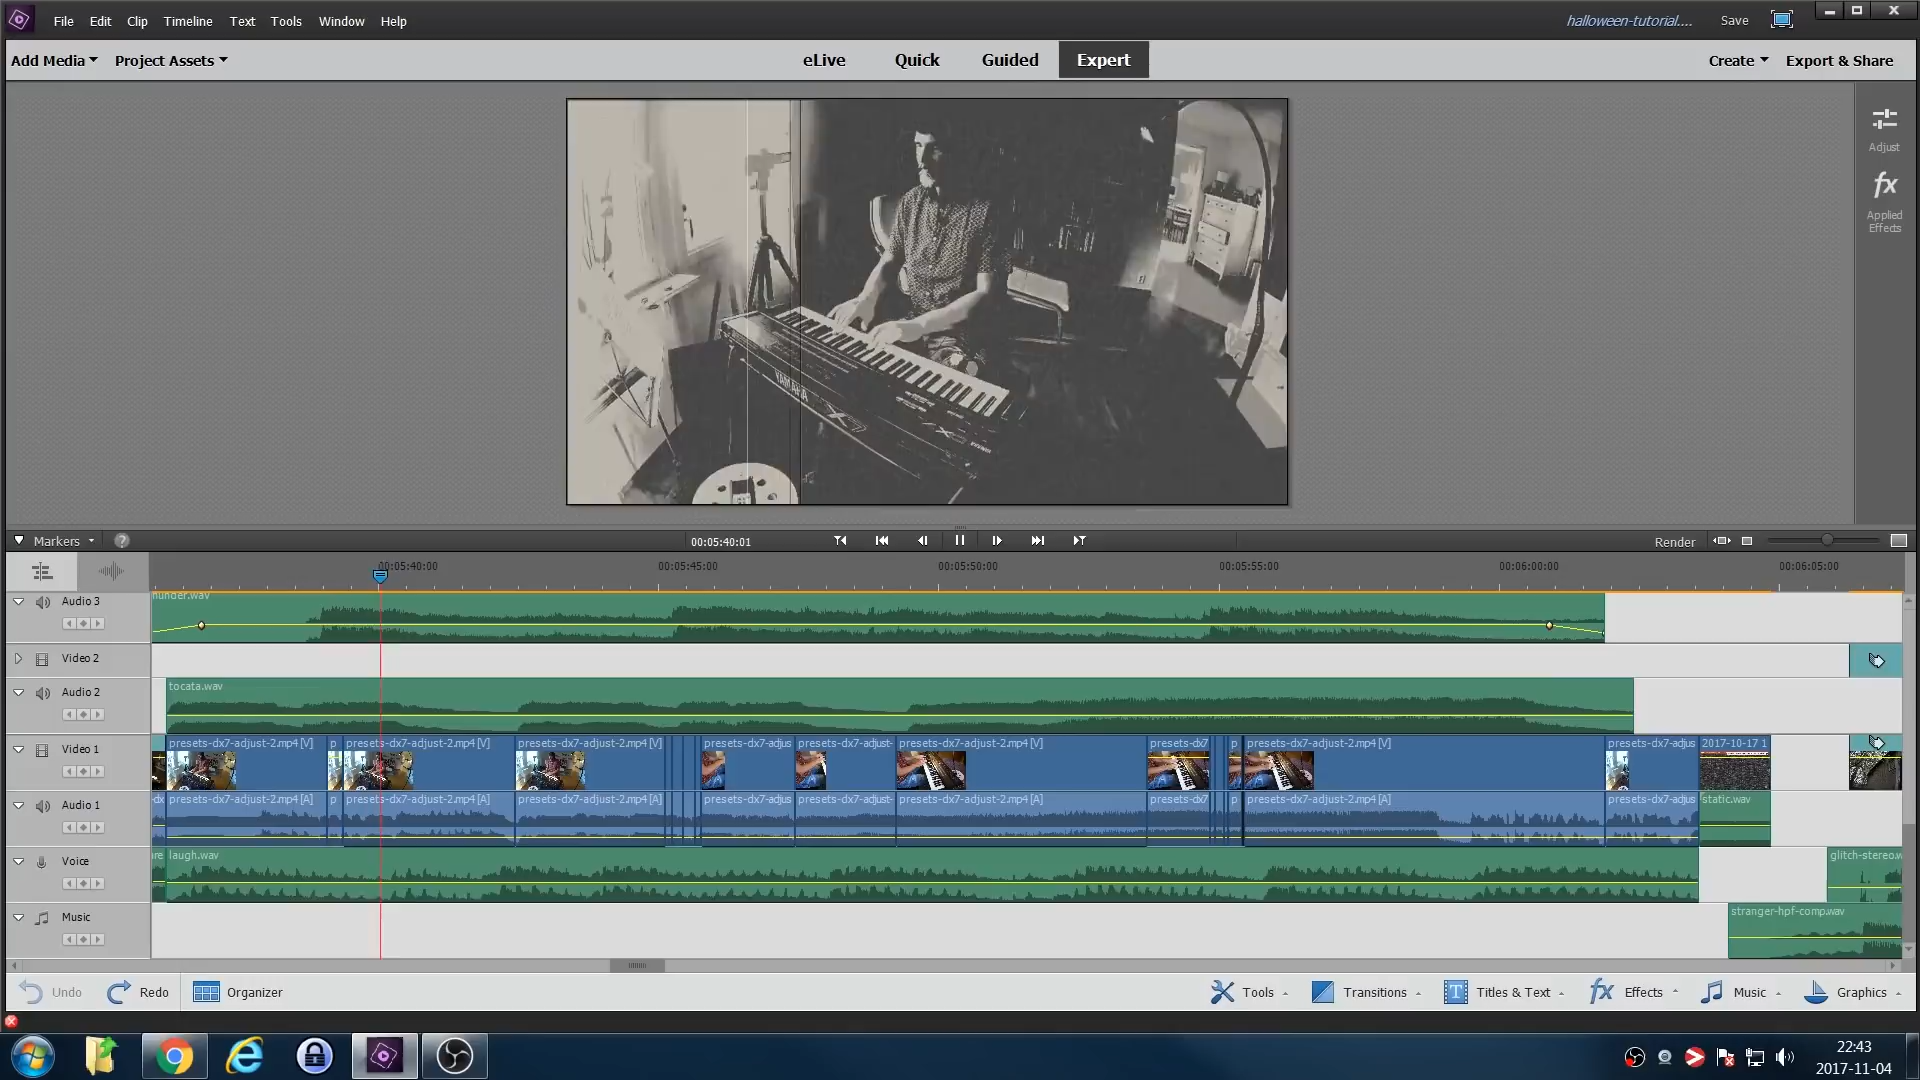 File Edit Clip Timeline Text Tools Window Help
halloween-tutorial....
Save
Add Media
Project Assets
eLive
Quick
Guided
Expert
Create
Export & Share
Adjust
fx
Applied
Effects
YAMAHA
Markers
?
00:05:40:01
Render
00:05:40:00
00:05:45:00
00:05:50:00
00:05:55:00
00:06:00:00
00:06:05:00
Audio 3
hunder.wav
Video 2
Audio 2
tocata.wav
Video 1
presets-dx7-adjust-2.mp4 [V]
p
presets-dx7-adjust-2.mp4 [V]
presets-dx7-adjust-2.mp4 [V]
presets-dx7-adjus
presets-dx7-adjust-
presets-dx7-adjust-2.mp4 [V]
presets-dx7
p
presets-dx7-adjust-2.mp4 [V]
presets-dx7-adjus
2017-10-17 1
Audio 1
-dx
presets-dx7-adjust-2.mp4 [A]
p
presets-dx7-adjust-2.mp4 [A]
presets-dx7-adjust-2.mp4 [A]
presets-dx7-adjus
presets-dx7-adjust-
presets-dx7-adjust-2.mp4 [A]
presets-dx7
p
presets-dx7-adjust-2.mp4 [A]
presets-dx7-adjus
static.wav
Voice
re
laugh.wav
glitch-stereo.w
Music
stranger-hpf-comp.wav
Undo
Redo
Organizer
Tools
Transitions
T
Titles & Text
fx
Effects
Music
Graphics
22:43
2017-11-04